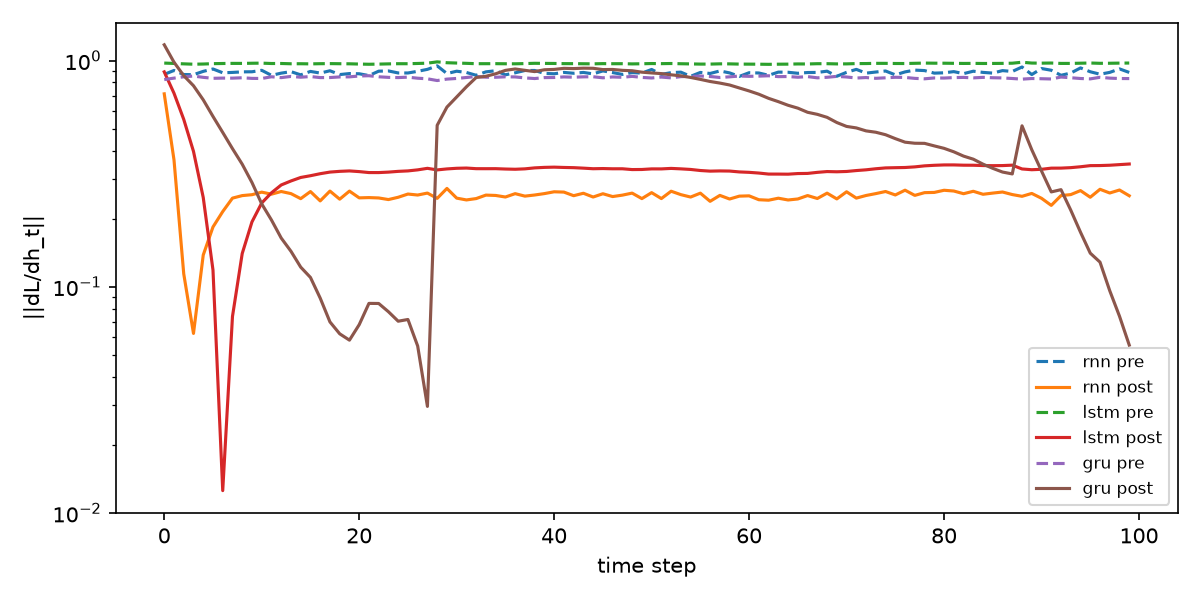 ||dL/dh_t||
10^0
10^-1
10^-2
0 20 40 60 80 100
time step
rnn pre
rnn post
lstm pre
lstm post
gru pre
gru post